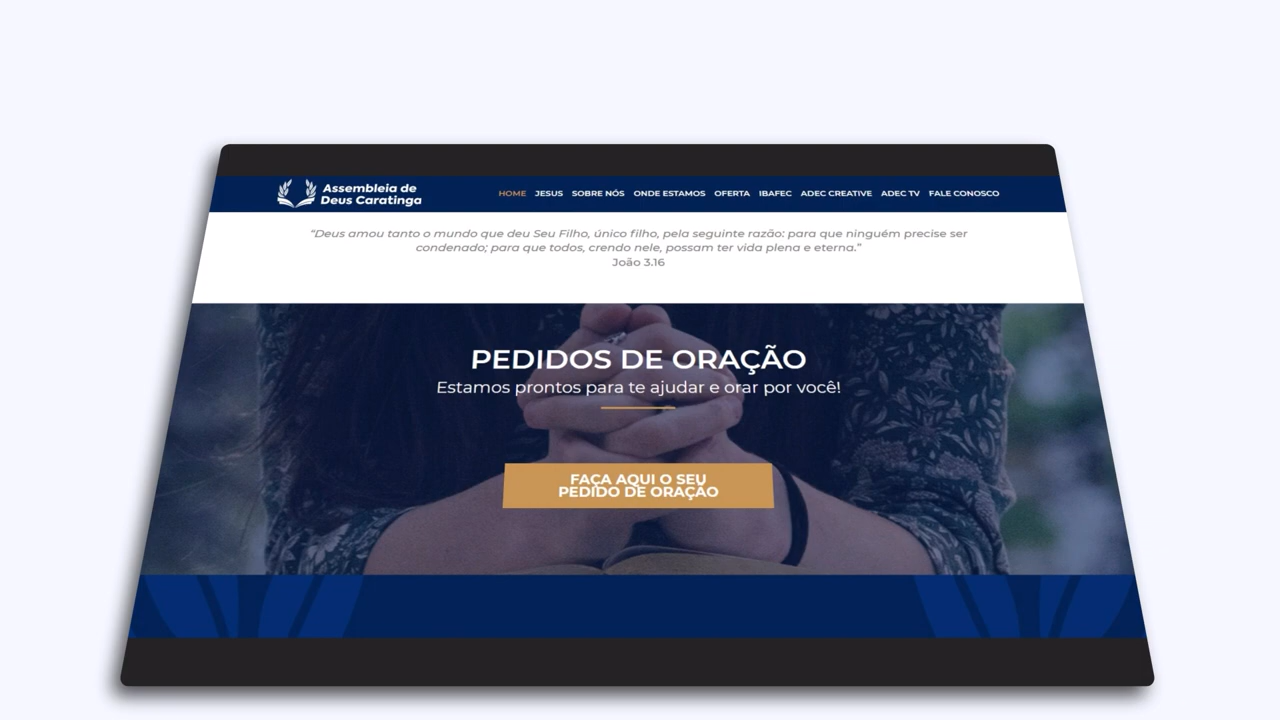 Assembleia de
Deus Caratinga
HOME JESUS SOBRE NÓS ONDE ESTAMOS OFERTA IBAFEC ADEC CREATIVE ADEC TV FALE CONOSCO
“Deus amou tanto o mundo que deu Seu Filho, único filho, pela seguinte razão: para que ninguém precise ser
condenado; para que todos, crendo nele, possam ter vida plena e eterna.”
João 3.16
PEDIDOS DE ORAÇÃO
Estamos prontos para te ajudar e orar por você!
FAÇA AQUI O SEU
PEDIDO DE ORAÇÃO